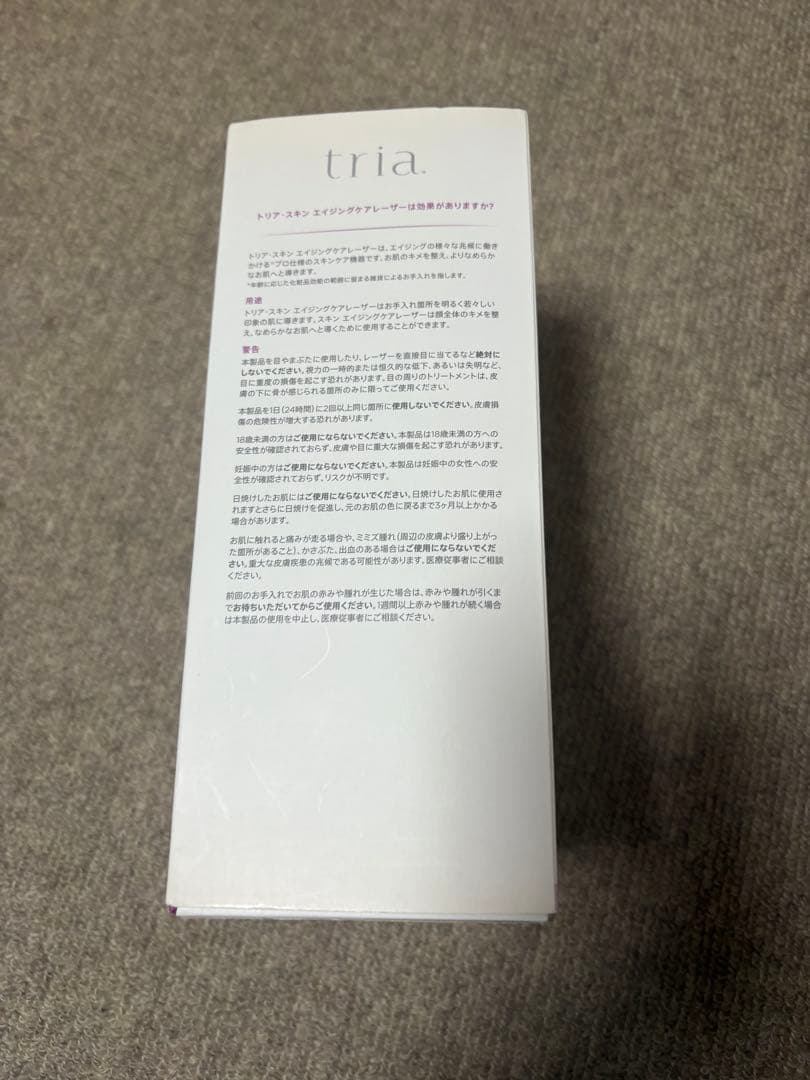 tria.
トリア・スキン エイジングケアレーザーは効果がありますか?
トリア・スキン エイジングケアレーザーは、エイジングの様々な兆候に働き
かける*プロ仕様のスキンケア機器です。お肌のキメを整え、よりなめらか
なお肌へと導きます。
*年齢に応じた化粧品効能の範囲に留まる雑貨によるお手入れを指します。
用途
トリア・スキン エイジングケアレーザーはお手入れ箇所を明るく若々しい
印象の肌に導きます。スキン エイジングケアレーザーは顔全体のキメを整
え、なめらかなお肌へと導くために使用することができます。
警告
本製品を目やまぶたに使用したり、レーザーを直接目に当てるなど絶対に
しないでください。視力の一時的または恒久的な低下、あるいは失明など、
目に重度の損傷を起こす恐れがあります。目の周りのトリートメントは、皮
膚の下に骨が感じられる箇所のみに限ってご使用ください。
本製品を1日(24時間)に2回以上同じ箇所に使用しないでください。皮膚損
傷の危険性が増大する恐れがあります。
18歳未満の方はご使用にならないでください。本製品は18歳未満の方への
安全性が確認されておらず、皮膚や目に重大な損傷を起こす恐れがあります。
妊娠中の方はご使用にならないでください。本製品は妊娠中の女性への安
全性が確認されておらず、リスクが不明です。
日焼けしたお肌にはご使用にならないでください。日焼けしたお肌に使用さ
れますとさらに日焼けを促進し、元のお肌の色に戻るまで3ヶ月以上かかる
場合があります。
お肌に触れると痛みが走る場合や、ミミズ腫れ(周辺の皮膚より盛り上がっ
た箇所があること)、かさぶた、出血のある場合はご使用にならないでくだ
さい。重大な皮膚疾患の兆候である可能性があります。医療従事者にご相談
ください。
前回のお手入れでお肌の赤みや腫れが生じた場合は、赤みや腫れが引くま
でお待ちいただいてからご使用ください。1週間以上赤みや腫れが続く場合
は本製品の使用を中止し、医療従事者にご相談ください。